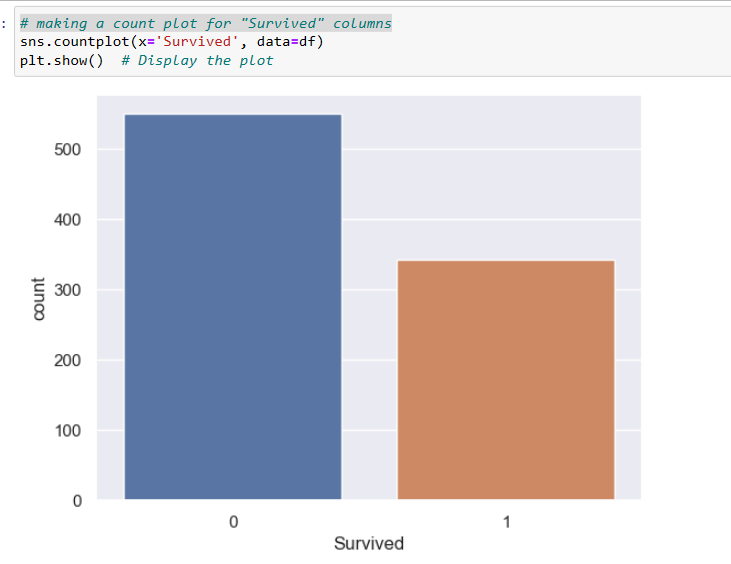 :
# making a count plot for "Survived" columns
sns.countplot(x='Survived', data=df)
plt.show()  # Display the plot
500
400
300
200
100
0
count
0 1
Survived